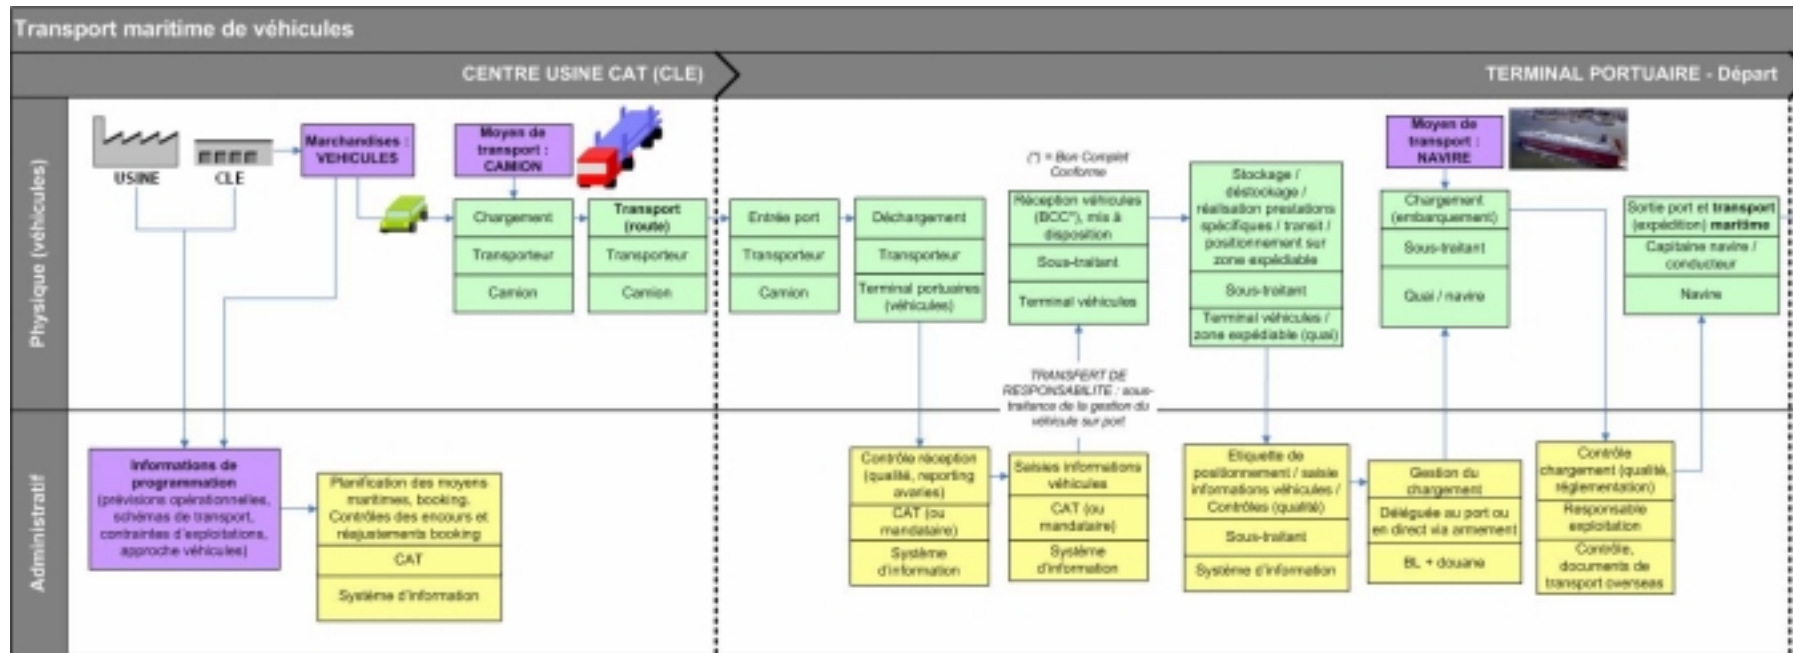 Transport maritime de véhicules
CENTRE USINE CAT (CLE)
TERMINAL PORTUAIRE - Départ
Physique (véhicules)
USINE
CLE
Marchandises :
VEHICULES
Moyen de
transport :
CAMION
Chargement
Transporteur
Camion
Transport
(route)
Transporteur
Camion
Entrée port
Transporteur
Camion
Déchargement
Transporteur
Terminal portuaires
(véhicules)
(*) = Bon Complet
Conforme
Réception véhicules
(BCC*), mis à
disposition
Sous-traitant
Terminal véhicules
Stockage /
déstockage /
réalisation prestations
spécifiques / transit /
positionnement sur
zone expédiable
Sous-traitant
Terminal véhicules /
zone expédiable (quai)
Moyen de
transport :
NAVIRE
Chargement
(embarquement)
Sous-traitant
Quai / navire
Sortie port et transport
(expédition) maritime
Capitaine navire /
conducteur
Navire
TRANSFERT DE
RESPONSABILITE : sous-
traitance de la gestion du
véhicule sur port
Administratif
Informations de
programmation
(prévisions opérationnelles,
schémas de transport,
contraintes d'exploitations,
approche véhicules)
Planification des moyens
maritimes, booking.
Contrôles des encours et
réajustements booking
CAT
Système d'information
Contrôle réception
(qualité, reporting
avaries)
CAT (ou
mandataire)
Système
d'information
Saisies informations
véhicules
CAT (ou
mandataire)
Système
d'information
Etiquette de
positionnement / saisie
informations véhicules /
Contrôles (qualité)
Sous-traitant
Système d'information
Gestion du
chargement
Déléguée au port ou
en direct via armement
BL + douane
Contrôle
chargement (qualité,
réglementation)
Responsable
exploitation
Contrôle,
documents de
transport overseas